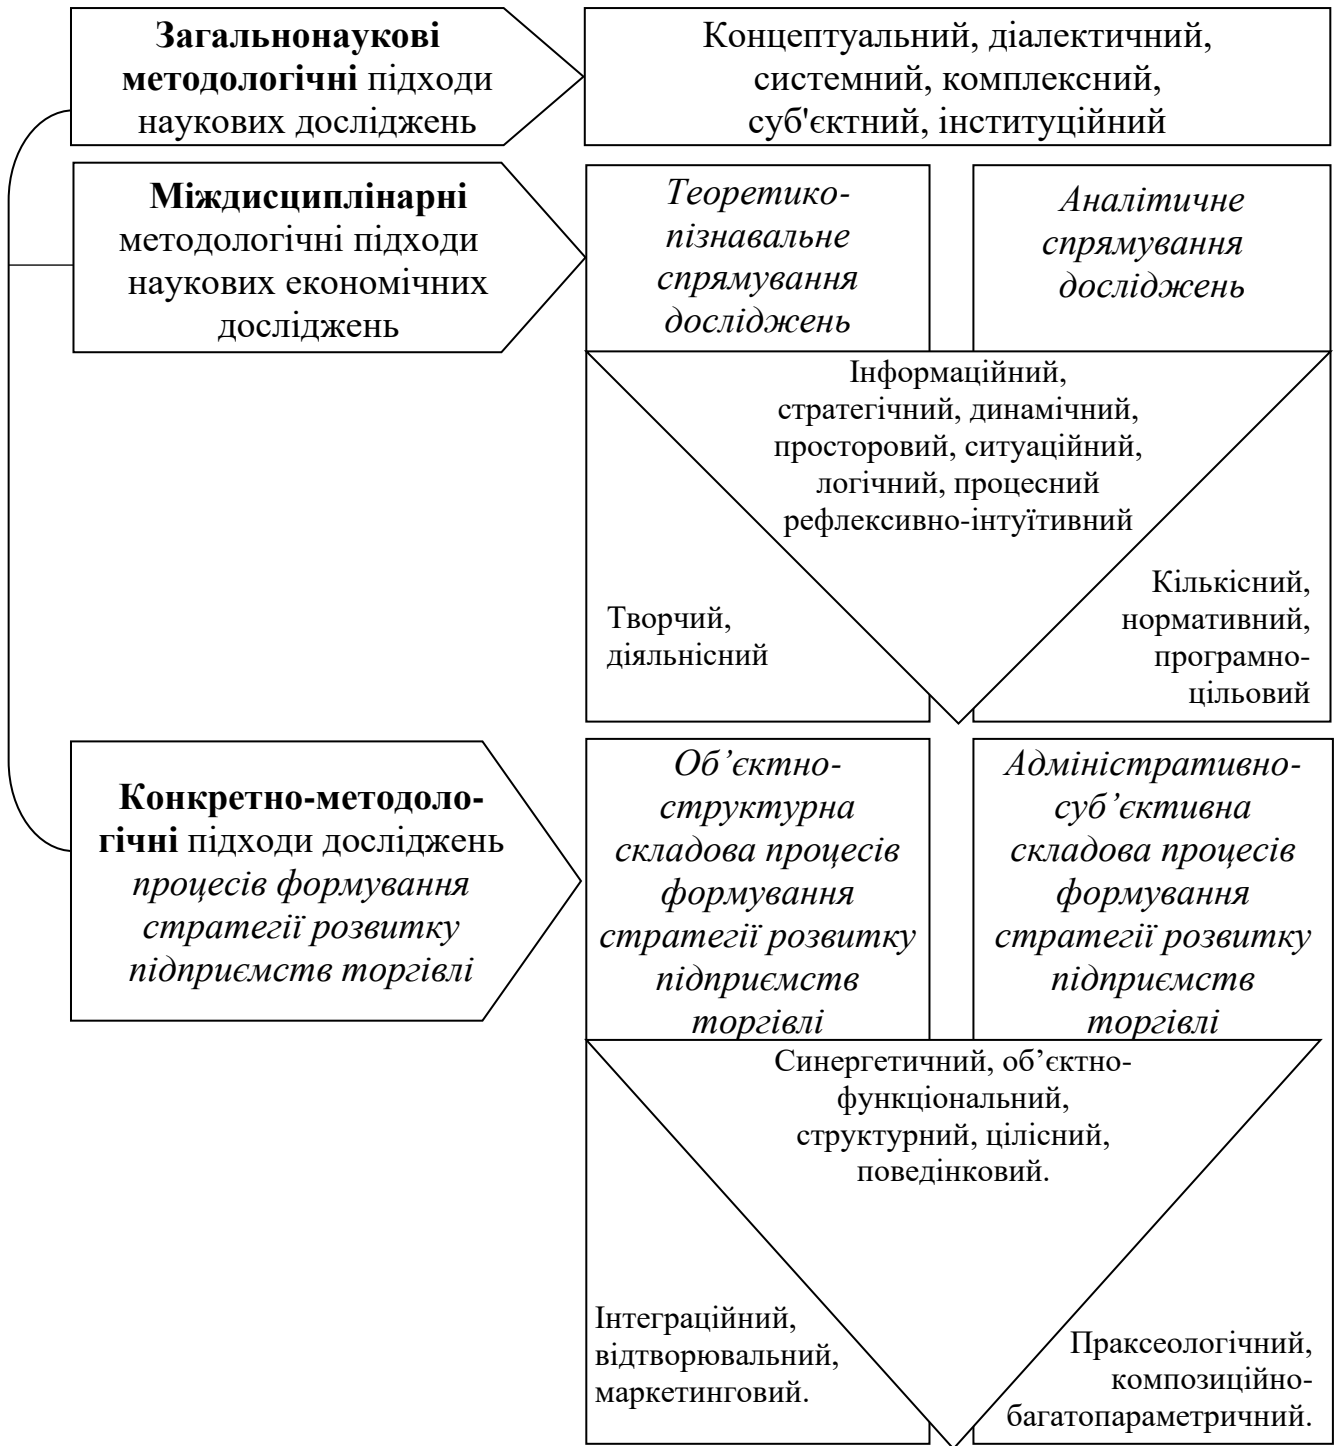 Загальнонаукові
методологічні підходи
наукових досліджень
Концептуальний, діалектичний,
системний, комплексний,
суб'єктний, інституційний
Міждисциплінарні
методологічні підходи
наукових економічних
досліджень
Теоретико-
пізнавальне
спрямування
досліджень
Аналітичне
спрямування
досліджень
Інформаційний,
стратегічний, динамічний,
просторовий, ситуаційний,
логічний, процесний
рефлексивно-інтуїтивний
Творчий,
діяльнісний
Кількісний,
нормативний,
програмно-
цільовий
Конкретно-методоло-
гічні підходи досліджень
процесів формування
стратегії розвитку
підприємств торгівлі
Об’єктно-
структурна
складова процесів
формування
стратегії розвитку
підприємств
торгівлі
Адміністративно-
суб’єктивна
складова процесів
формування
стратегії розвитку
підприємств
торгівлі
Синергетичний, об’єктно-
функціональний,
структурний, цілісний,
поведінковий.
Інтеграційний,
відтворювальний,
маркетинговий.
Праксеологічний,
композиційно-
багатопараметричний.